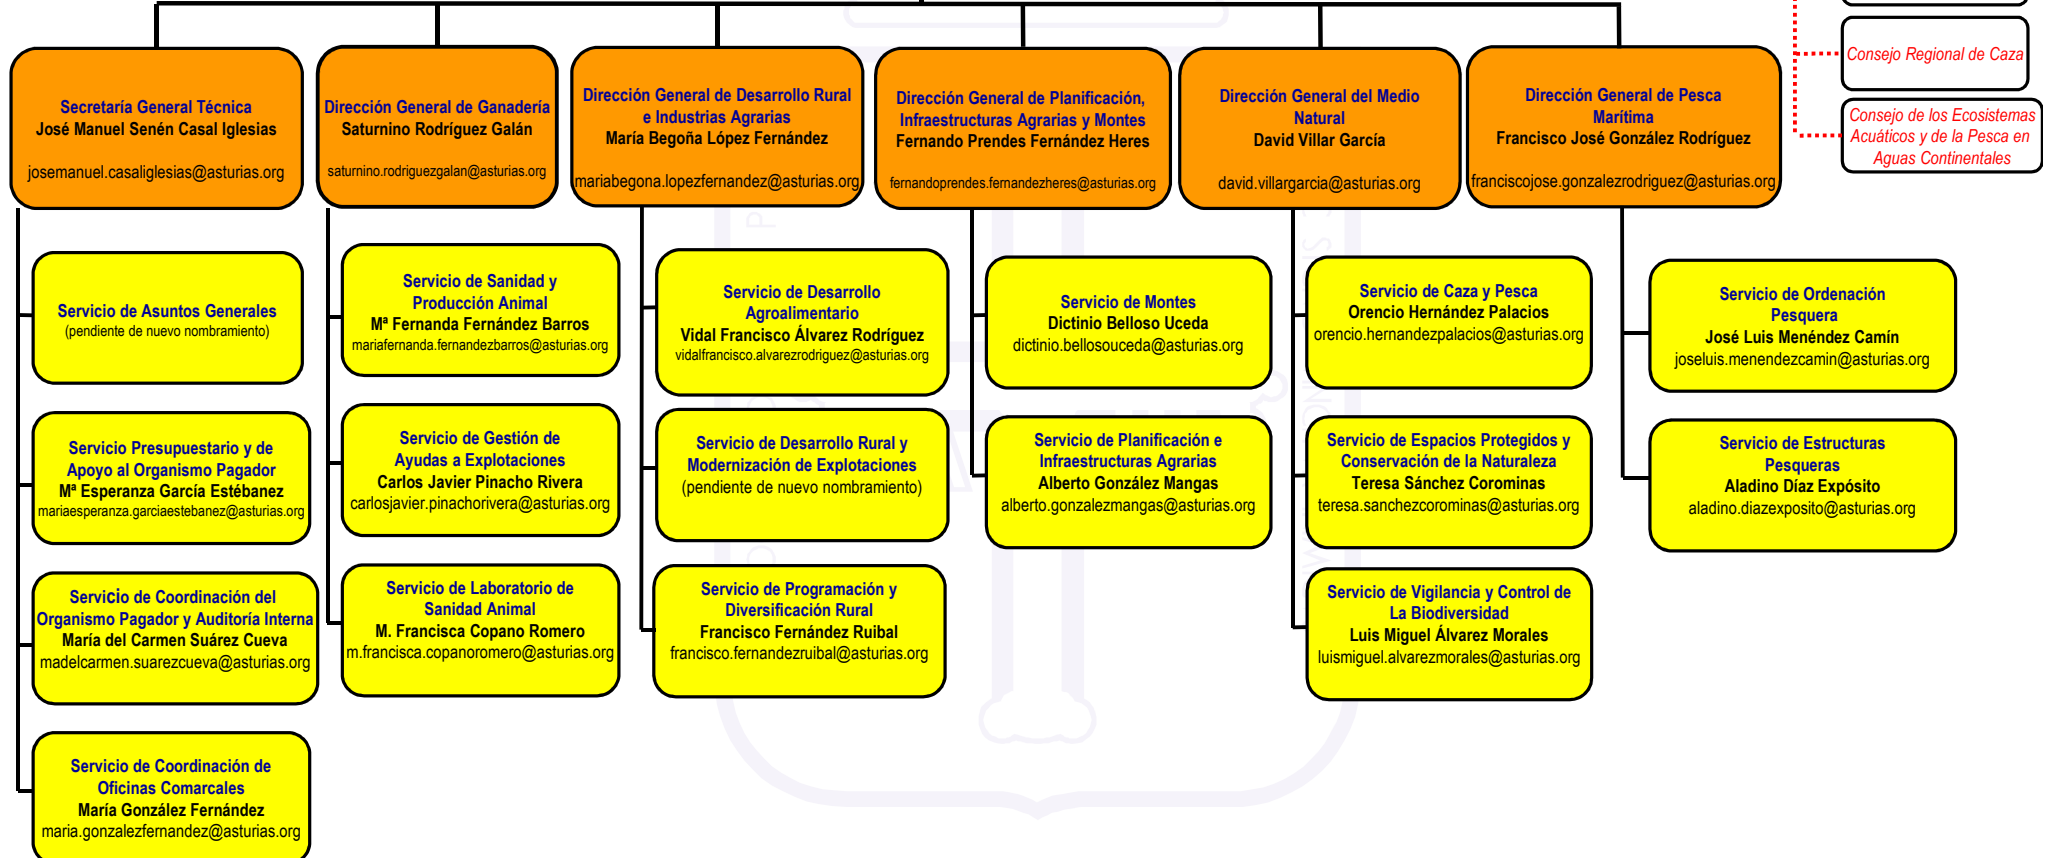 Consejo Regional de Caza
Consejo de los Ecosistemas
Acuáticos y de la Pesca en
Aguas Continentales
Secretaría General Técnica
José Manuel Senén Casal Iglesias
josemanuel.casaliglesias@asturias.org
Dirección General de Ganadería
Saturnino Rodríguez Galán
saturnino.rodriguezgalan@asturias.org
Dirección General de Desarrollo Rural
e Industrias Agrarias
María Begoña López Fernández
mariabegona.lopezfernandez@asturias.org
Dirección General de Planificación,
Infraestructuras Agrarias y Montes
Fernando Prendes Fernández Heres
fernandoprendes.fernandezheres@asturias.org
Dirección General del Medio
Natural
David Villar García
david.villargarcia@asturias.org
Dirección General de Pesca
Marítima
Francisco José González Rodríguez
franciscojose.gonzalezrodriguez@asturias.org
Servicio de Asuntos Generales
(pendiente de nuevo nombramiento)
Servicio Presupuestario y de
Apoyo al Organismo Pagador
Mª Esperanza García Estébanez
mariaesperanza.garciaestebanez@asturias.org
Servicio de Coordinación del
Organismo Pagador y Auditoría Interna
María del Carmen Suárez Cueva
madelcarmen.suarezcueva@asturias.org
Servicio de Coordinación de
Oficinas Comarcales
María González Fernández
maria.gonzalezfernandez@asturias.org
Servicio de Sanidad y
Producción Animal
Mª Fernanda Fernández Barros
mariafernanda.fernandezbarros@asturias.org
Servicio de Gestión de
Ayudas a Explotaciones
Carlos Javier Pinacho Rivera
carlosjavier.pinachorivera@asturias.org
Servicio de Laboratorio de
Sanidad Animal
M. Francisca Copano Romero
m.francisca.copanoromero@asturias.org
Servicio de Desarrollo
Agroalimentario
Vidal Francisco Álvarez Rodríguez
vidalfrancisco.alvarezrodriguez@asturias.org
Servicio de Desarrollo Rural y
Modernización de Explotaciones
(pendiente de nuevo nombramiento)
Servicio de Programación y
Diversificación Rural
Francisco Fernández Ruibal
francisco.fernandezruibal@asturias.org
Servicio de Montes
Dictinio Belloso Uceda
dictinio.bellosouceda@asturias.org
Servicio de Planificación e
Infraestructuras Agrarias
Alberto González Mangas
alberto.gonzalezmangas@asturias.org
Servicio de Caza y Pesca
Orencio Hernández Palacios
orencio.hernandezpalacios@asturias.org
Servicio de Espacios Protegidos y
Conservación de la Naturaleza
Teresa Sánchez Corominas
teresa.sanchezcorominas@asturias.org
Servicio de Vigilancia y Control de
La Biodiversidad
Luis Miguel Álvarez Morales
luismiguel.alvarezmorales@asturias.org
Servicio de Ordenación
Pesquera
José Luis Menéndez Camín
joseluis.menendezcamin@asturias.org
Servicio de Estructuras
Pesqueras
Aladino Díaz Expósito
aladino.diazexposito@asturias.org